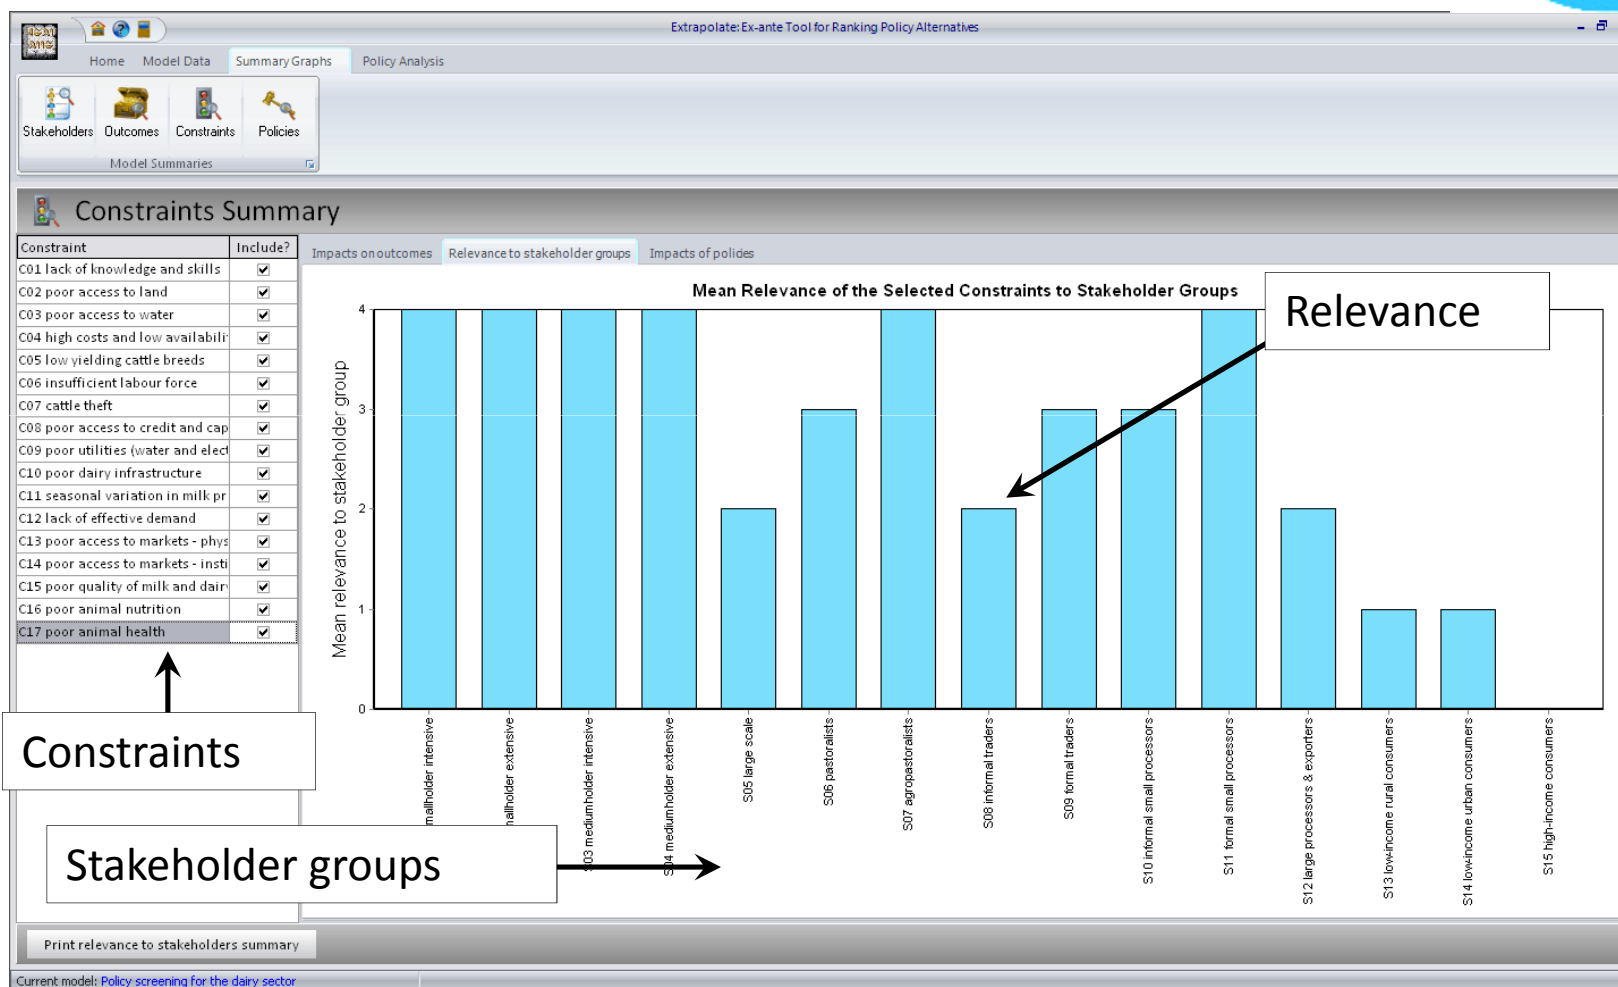 Extrapolate: Ex-ante Tool for Ranking Policy Alternatives
Home Model Data Summary Graphs Policy Analysis
Stakeholders Outcomes Constraints Policies
Model Summaries
Constraints Summary
Constraint Include?
C01 lack of knowledge and skills
C02 poor access to land
C03 poor access to water
C04 high costs and low availabili
C05 low yielding cattle breeds
C06 insufficient labour force
C07 cattle theft
C08 poor access to credit and cap
C09 poor utilities (water and elect
C10 poor dairy infrastructure
C11 seasonal variation in milk pr
C12 lack of effective demand
C13 poor access to markets - phys
C14 poor access to markets - insti
C15 poor quality of milk and dair
C16 poor animal nutrition
C17 poor animal health
Impacts on outcomes Relevance to stakeholder groups Impacts of policies
Mean Relevance of the Selected Constraints to Stakeholder Groups
Relevance
Mean relevance to stakeholder group
4
3
2
1
0
mallholder intensive
nallholder extensive
S03 mediumholder intensive
S04 mediumholder extensive
S05 large scale
S06 pastoralists
S07 agropastoralists
S08 informal traders
S09 formal traders
S10 informal small processors
S11 formal small processors
S12 large processors & exporters
S13 low-income rural consumers
S14 low-income urban consumers
S15 high-income consumers
Constraints
Stakeholder groups
Print relevance to stakeholders summary
Current model: Policy screening for the dairy sector